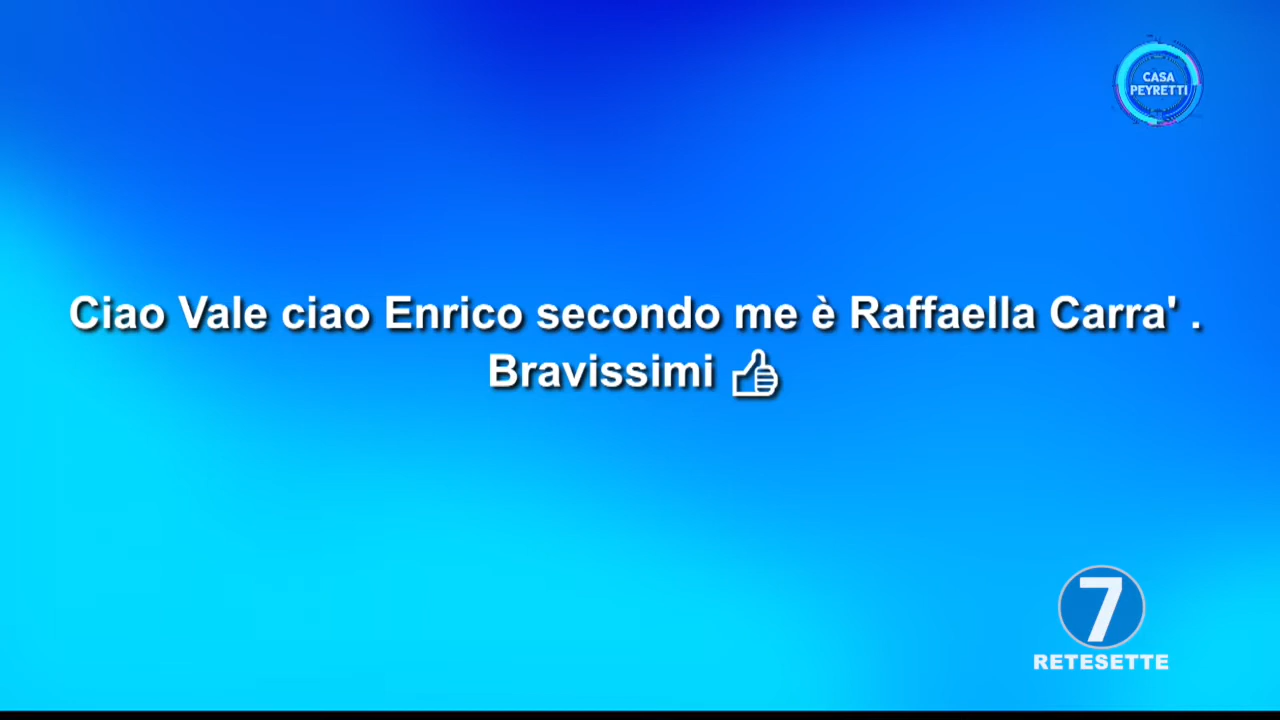 CASA
PEYRETTI
Ciao Vale ciao Enrico secondo me è Raffaella Carra' .
Bravissimi 👍
7
RETESETTE